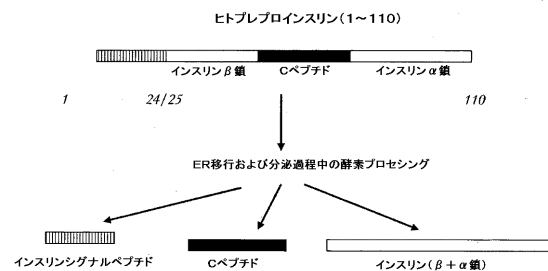 ヒトプレプロインスリン(1～110)
インスリンβ鎖 Cペプチド インスリンα鎖
1 24/25 110
ER移行および分泌過程中の酵素プロセシング
インスリンシグナルペプチド Cペプチド インスリン(β+α鎖)